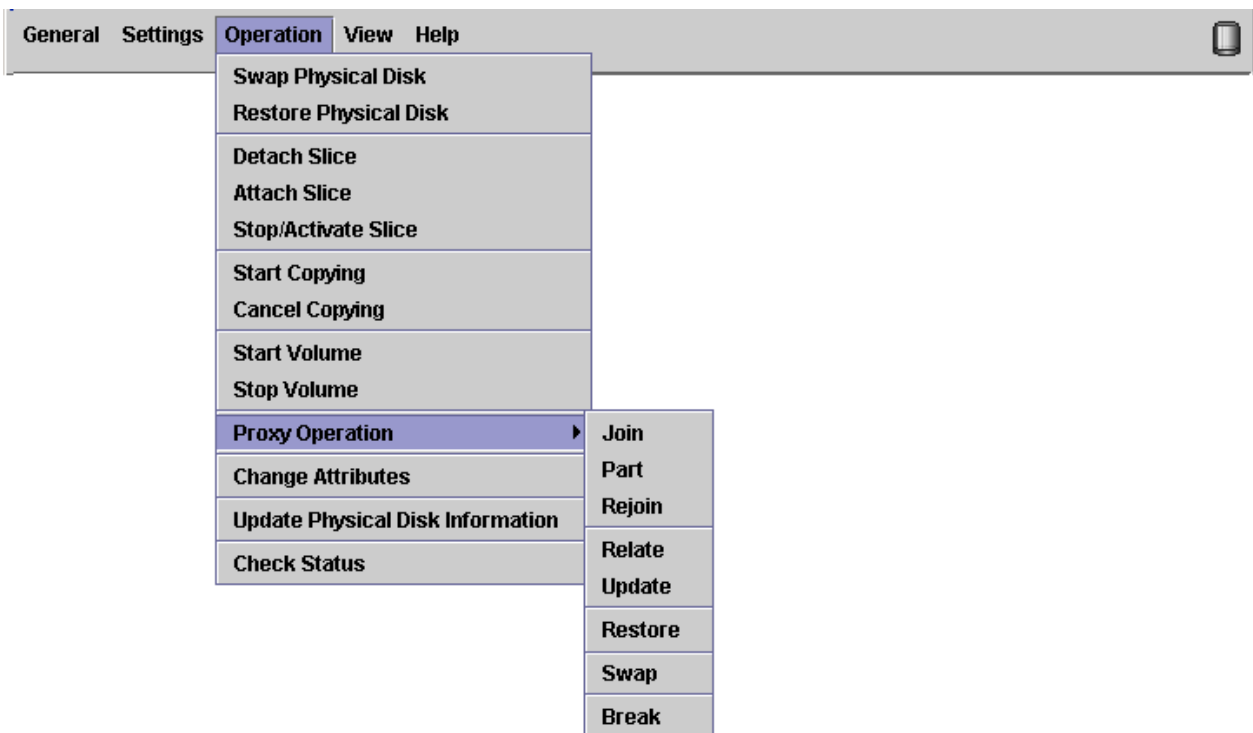 General Settings Operation View Help
Swap Physical Disk
Restore Physical Disk
Detach Slice
Attach Slice
Stop/Activate Slice
Start Copying
Cancel Copying
Start Volume
Stop Volume
Proxy Operation
Change Attributes
Update Physical Disk Information
Check Status
Join
Part
Rejoin
Relate
Update
Restore
Swap
Break